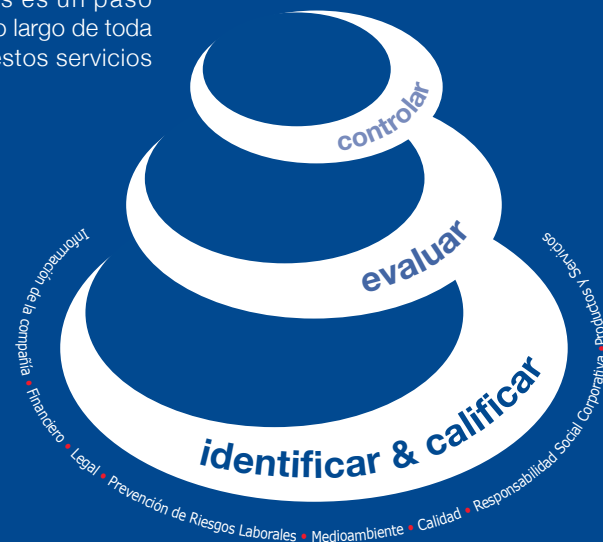 s es un paso
o largo de toda
estos servicios
controlar
evaluar
identificar & calificar
Información de la compañía • Financiero • Legal • Prevención de Riesgos Laborales • Medioambiente • Calidad • Responsabilidad Social Corporativa • Productos y Servicios